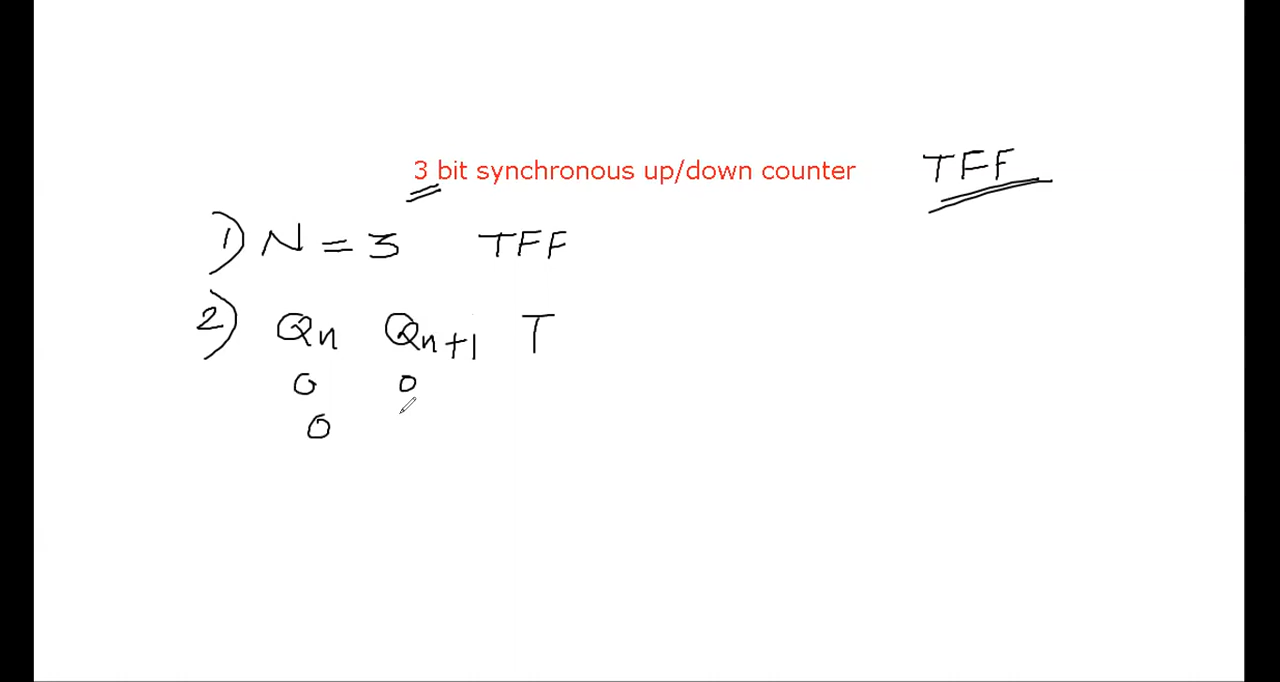 3 bit synchronous up/down counter TFF
1) N = 3 TFF
2) Qn Qn+1 T
0 0
0